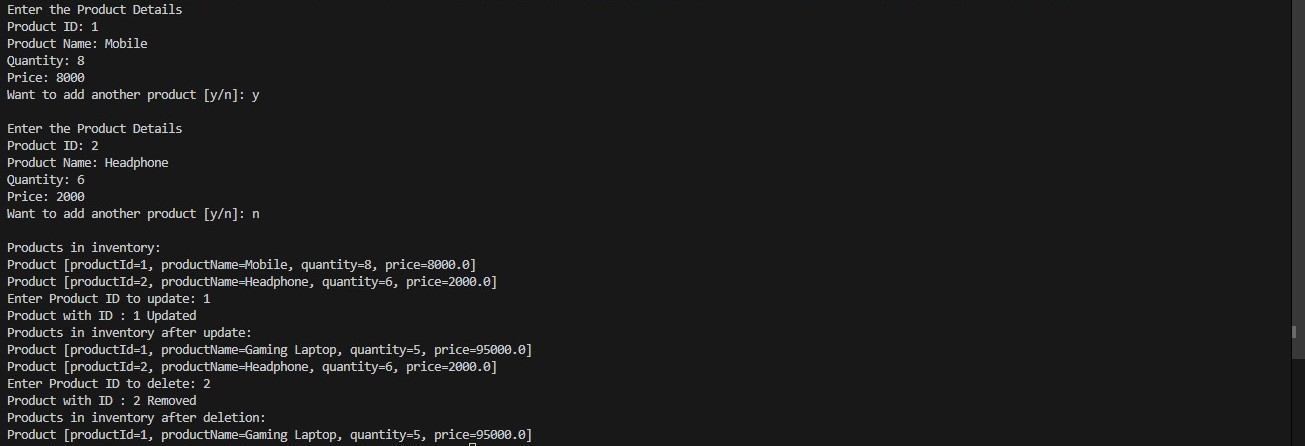 Enter the Product Details
Product ID: 1
Product Name: Mobile
Quantity: 8
Price: 8000
Want to add another product [y/n]: y
Enter the Product Details
Product ID: 2
Product Name: Headphone
Quantity: 6
Price: 2000
Want to add another product [y/n]: n
Products in inventory:
Product [productId=1, productName=Mobile, quantity=8, price=8000.0]
Product [productId=2, productName=Headphone, quantity=6, price=2000.0]
Enter Product ID to update: 1
Product with ID : 1 Updated
Products in inventory after update:
Product [productId=1, productName=Gaming Laptop, quantity=5, price=95000.0]
Product [productId=2, productName=Headphone, quantity=6, price=2000.0]
Enter Product ID to delete: 2
Product with ID : 2 Removed
Products in inventory after deletion:
Product [productId=1, productName=Gaming Laptop, quantity=5, price=95000.0]